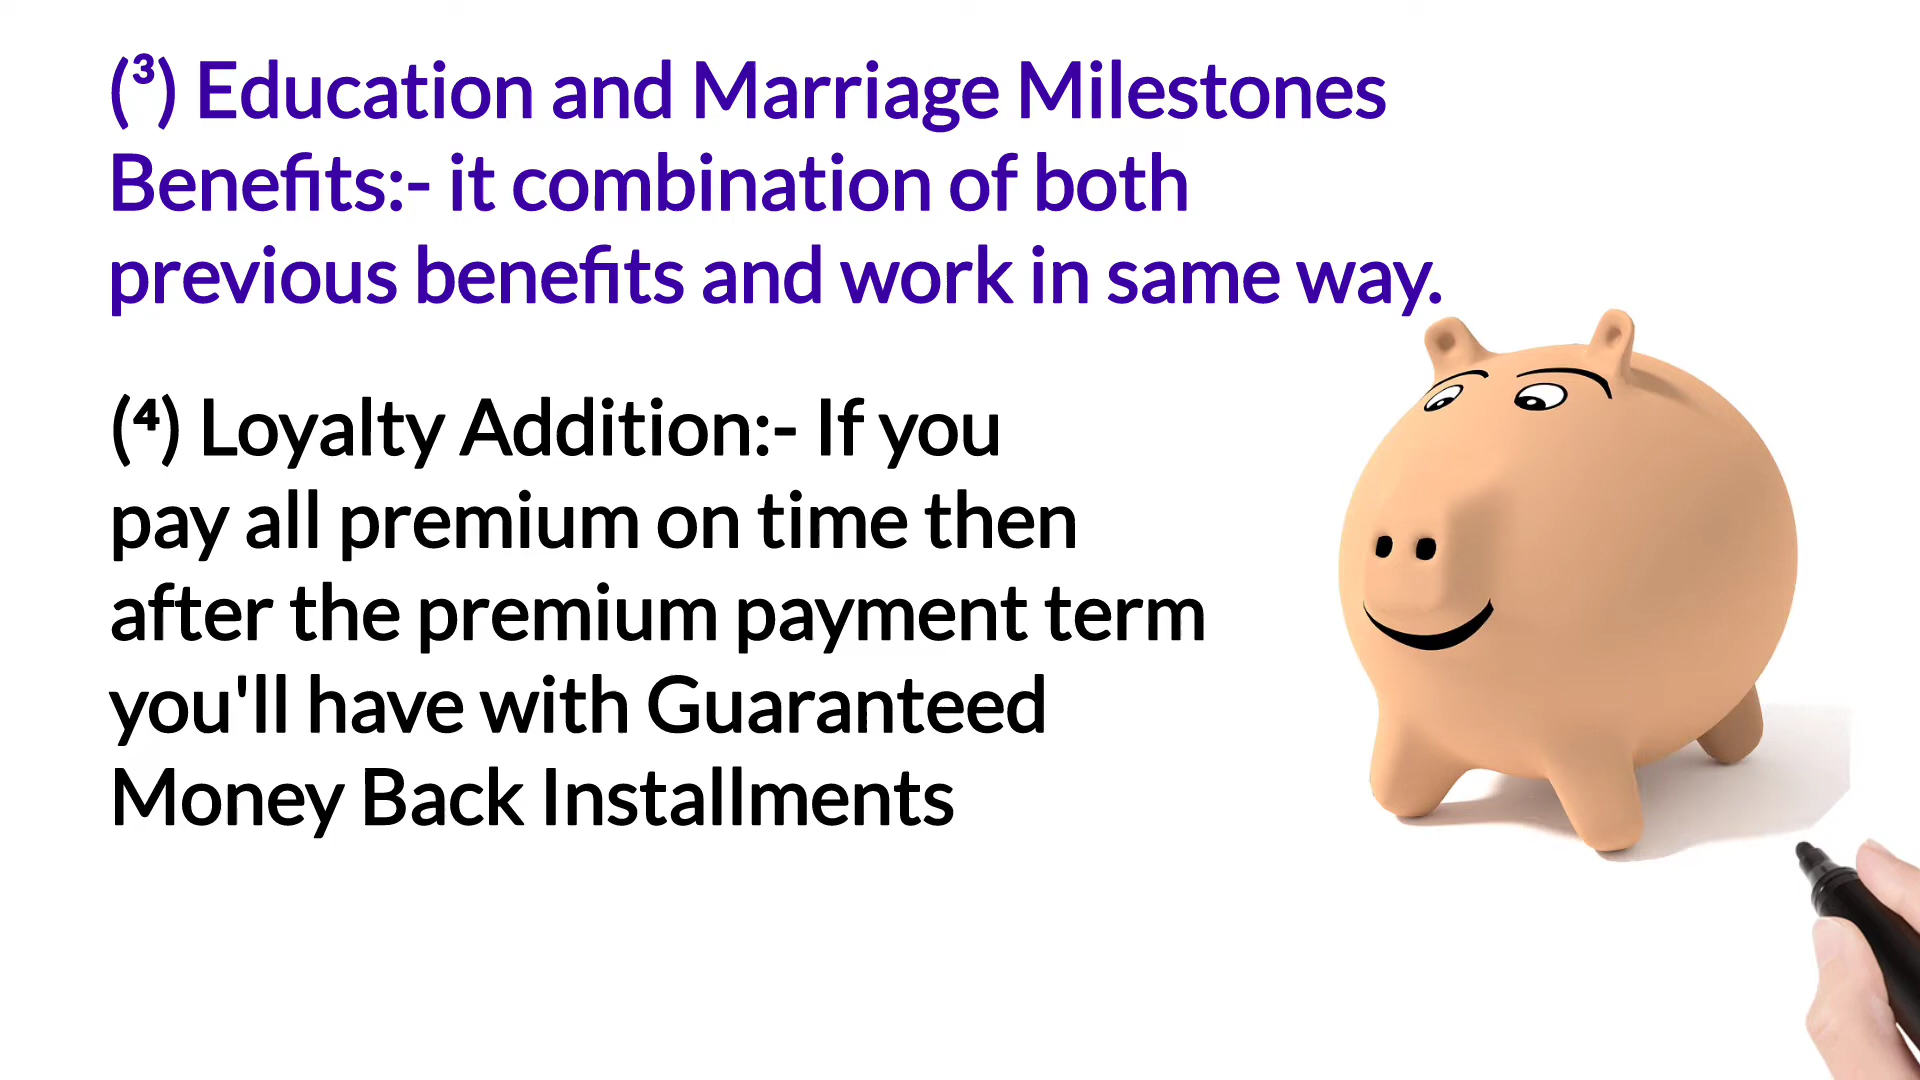 (³) Education and Marriage Milestones
Benefits:- it combination of both
previous benefits and work in same way.
(⁴) Loyalty Addition:- If you
pay all premium on time then
after the premium payment term
you'll have with Guaranteed
Money Back Installments